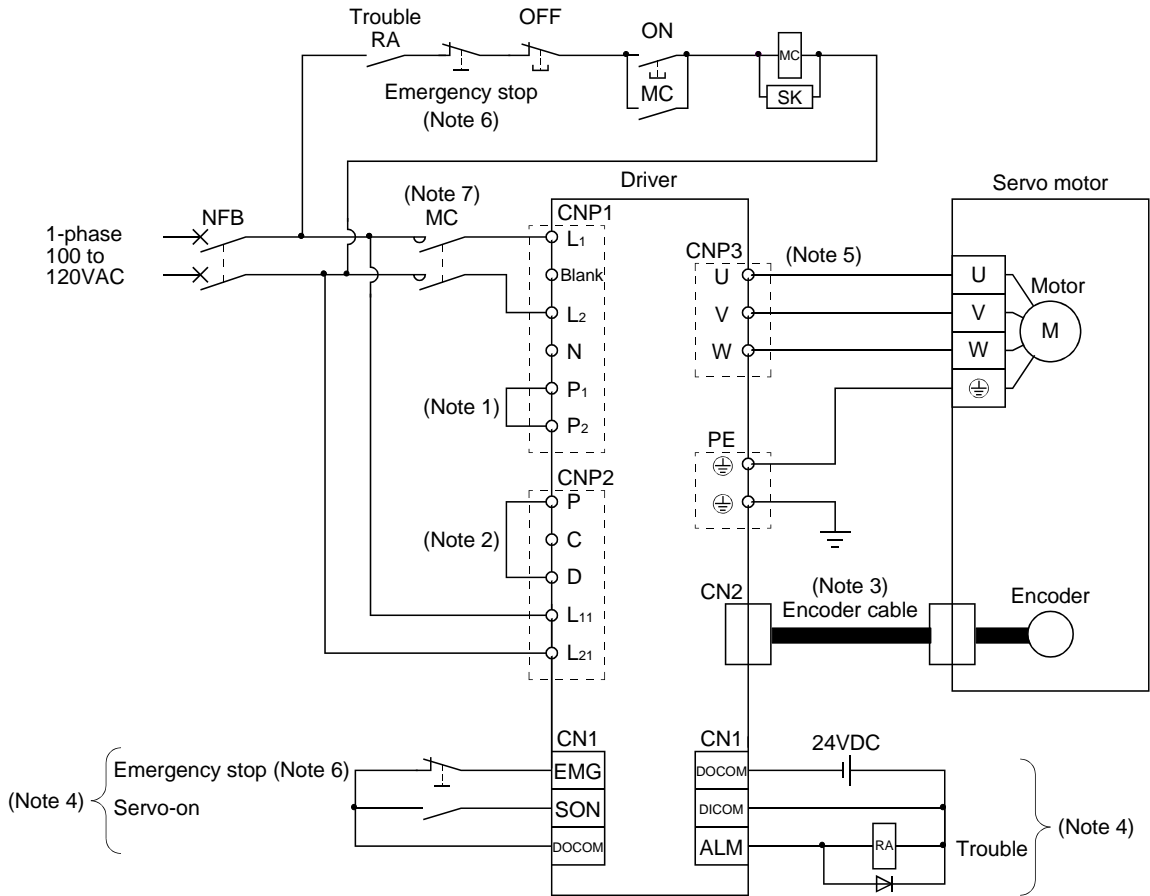 Trouble
RA
OFF
ON
MC
Emergency stop
(Note 6)
MC
SK
1-phase
100 to
120VAC
NFB
(Note 7)
MC
Driver
Servo motor
CNP1
L1
Blank
L2
N
P1
P2
(Note 1)
CNP2
P
C
D
L11
L21
(Note 2)
CNP3
U
V
W
(Note 5)
U
V
W
Motor
M
PE
CN2
(Note 3)
Encoder cable
Encoder
(Note 4)
Emergency stop (Note 6)
Servo-on
CN1
EMG
SON
DOCOM
CN1
DOCOM
DICOM
ALM
24VDC
RA
Trouble
(Note 4)